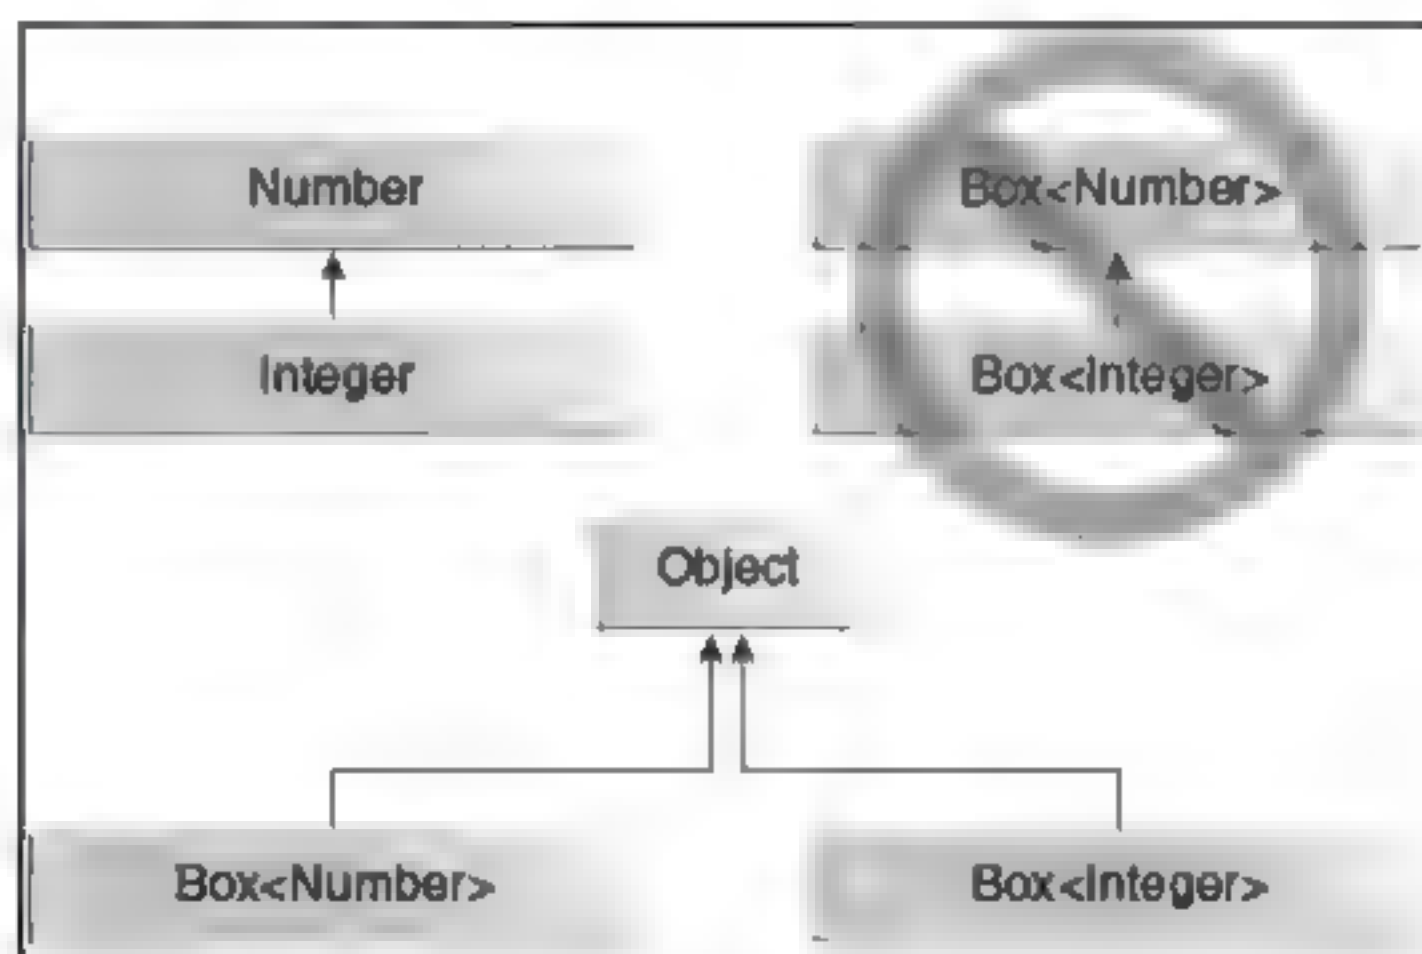 Number
Box<Number>
Integer
Box<Integer>
Object
Box<Number>
Box<Integer>